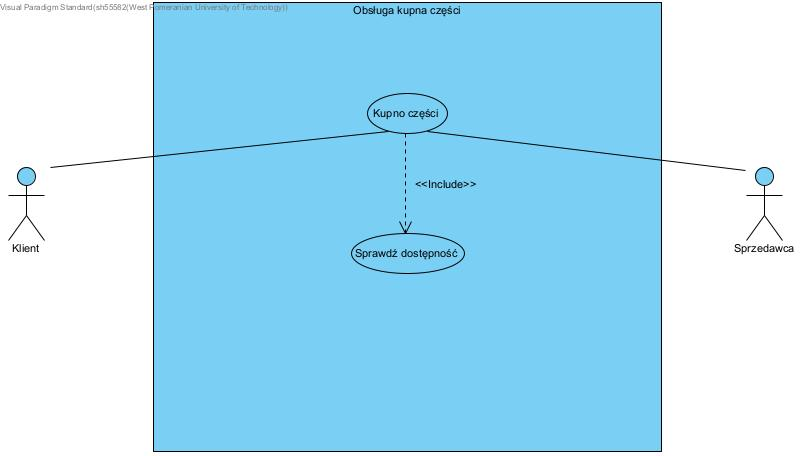 Visual Paradigm Standard(sh55582(West Pomeranian University of Technology))
Obsługa kupna części
Kupno części
<<Include>>
Klient
Sprzedawca
Sprawdź dostępność